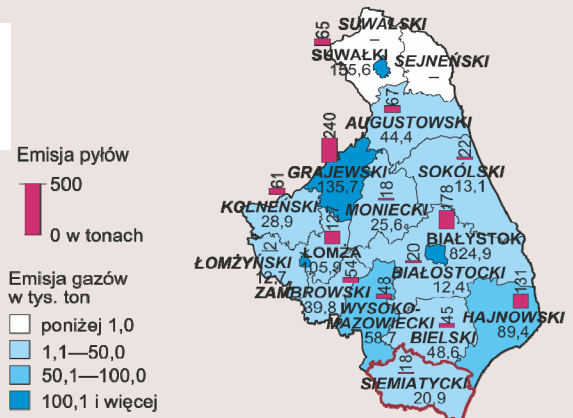 SUWALSKI
–
65
SUWAŁKI
155,6
SEJNEŃSKI
–
67
AUGUSTOWSKI
44,4
240
GRAJEWSKI
135,7
22
SOKÓLSKI
13,1
Emisja pyłów
500
0 w tonach
61
KOLNEŃSKI
28,9
18
MONIECKI
25,6
178
BIAŁYSTOK
824,9
ŁOMŻA
105,9
2
ŁOMŻYŃSKI
12,7
20
BIAŁOSTOCKI
12,4
ZAMBROWSKI
39,8
48
WYSOKO-
MAZOWIECKI
131
HAJNOWSKI
89,4
45
BIELSKI
48,6
18
SIEMIATYCKI
20,9
Emisja gazów
w tys. ton
poniżej 1,0
1,1—50,0
50,1—100,0
100,1 i więcej